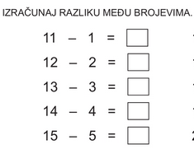 IZRAČUNAJ RAZLIKU MEĐU BROJEVIMA.
11 – 1 =
12 – 2 =
13 – 3 =
14 – 4 =
15 – 5 =